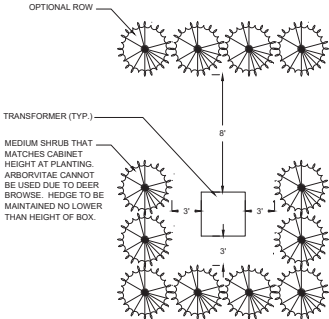 OPTIONAL ROW
8'
TRANSFORMER (TYP.)
MEDIUM SHRUB THAT
MATCHES CABINET
HEIGHT AT PLANTING.
ARBORVITAE CANNOT
BE USED DUE TO DEER
BROWSE. HEDGE TO BE
MAINTAINED NO LOWER
THAN HEIGHT OF BOX.
3'
3'
3'